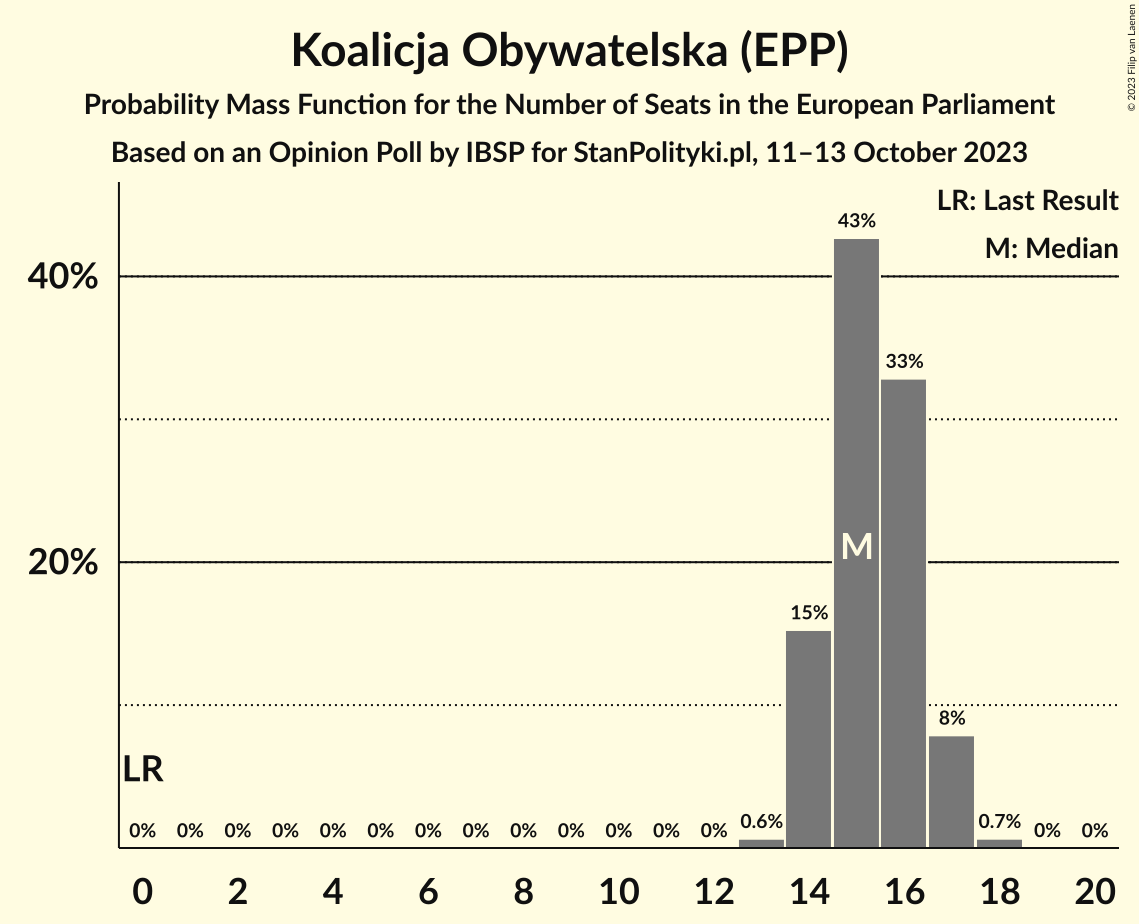 Koalicja Obywatelska (EPP)
Probability Mass Function for the Number of Seats in the European Parliament
Based on an Opinion Poll by IBSP for StanPolityki.pl, 11–13 October 2023
© 2023 Filip van Laenen
LR: Last Result
M: Median
43%
40%
33%
M
20%
15%
8%
LR
0% 0% 0% 0% 0% 0% 0% 0% 0% 0% 0% 0% 0% 0.6% 0.7% 0% 0%
0 2 4 6 8 10 12 14 16 18 20